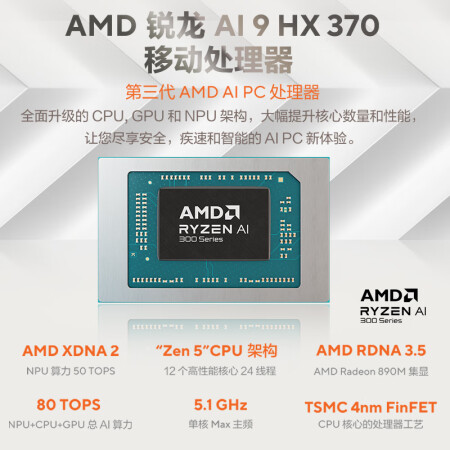 AMD 锐龙 AI 9 HX 370
移动处理器
第三代 AMD AI PC 处理器
全面升级的 CPU, GPU 和 NPU 架构，大幅提升核心数量和性能，
让您尽享安全，疾速和智能的 AI PC 新体验。
AMD
RYZEN AI
300 Series
AMD
RYZEN AI
300 Series
AMD XDNA 2
NPU 算力 50 TOPS
“Zen 5”CPU 架构
12 个高性能核心 24 线程
AMD RDNA 3.5
AMD Radeon 890M 集显
80 TOPS
NPU+CPU+GPU 总 AI 算力
5.1 GHz
单核 Max 主频
TSMC 4nm FinFET
CPU 核心的处理器工艺